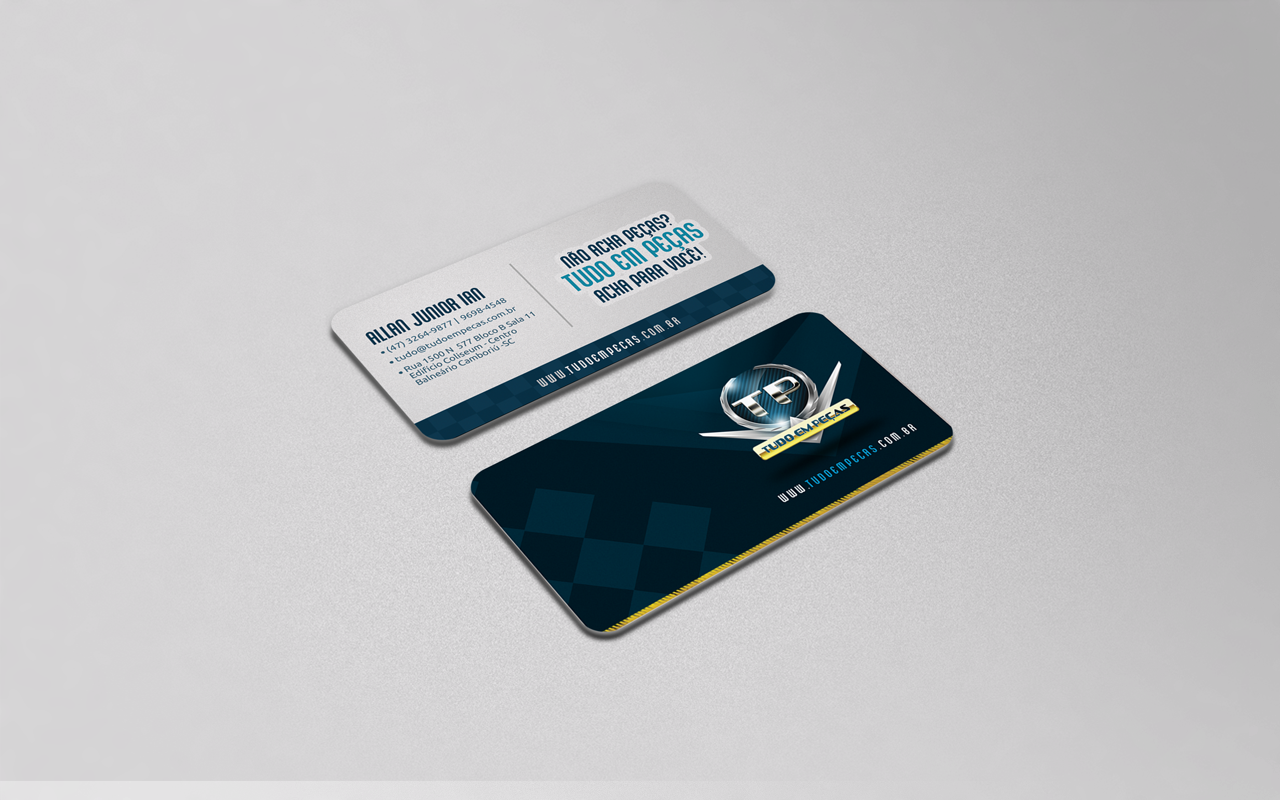 ALLAN JUNIOR IAN
• (47) 3264-9877 | 9698-4548
• tudo@tudoempecas.com.br
• Rua 1500 N 577 Bloco B Sala 11
Edifício Coliseum - Centro
Balneário Camboriú -SC
NÃO ACHA PEÇAS?
TUDO EM PEÇAS
ACHA PARA VOCÊ!
WWW.TUDOEMPECAS.COM.BR
TP
TUDO EM PEÇAS
WWW.TUDOEMPECAS.COM.BR